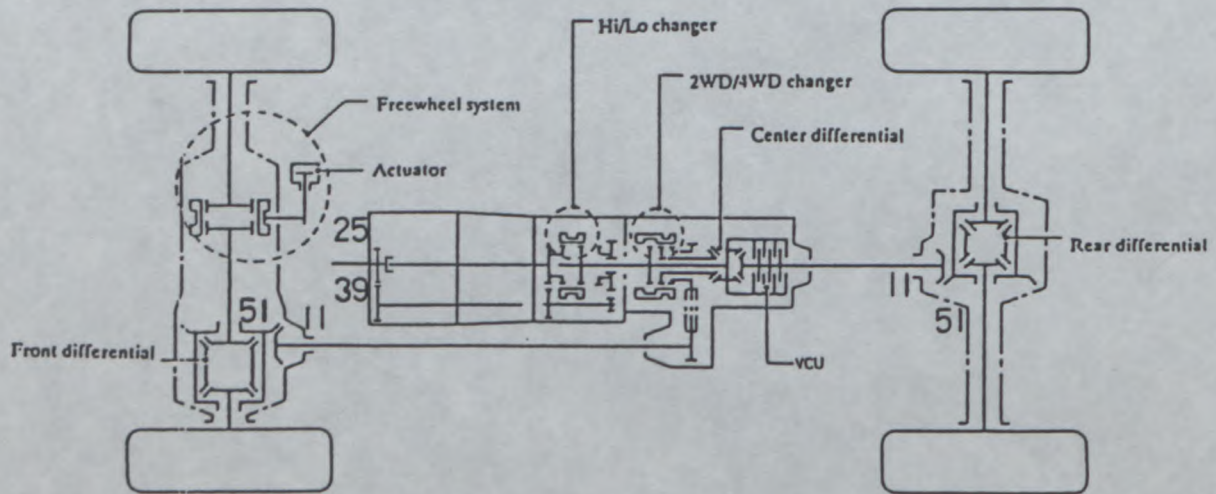 Hi/Lo changer
2WD/4WD changer
Freewheel system
Center differential
Actuator
25
Rear differential
39
11
51
11
51
Front differential
VCU